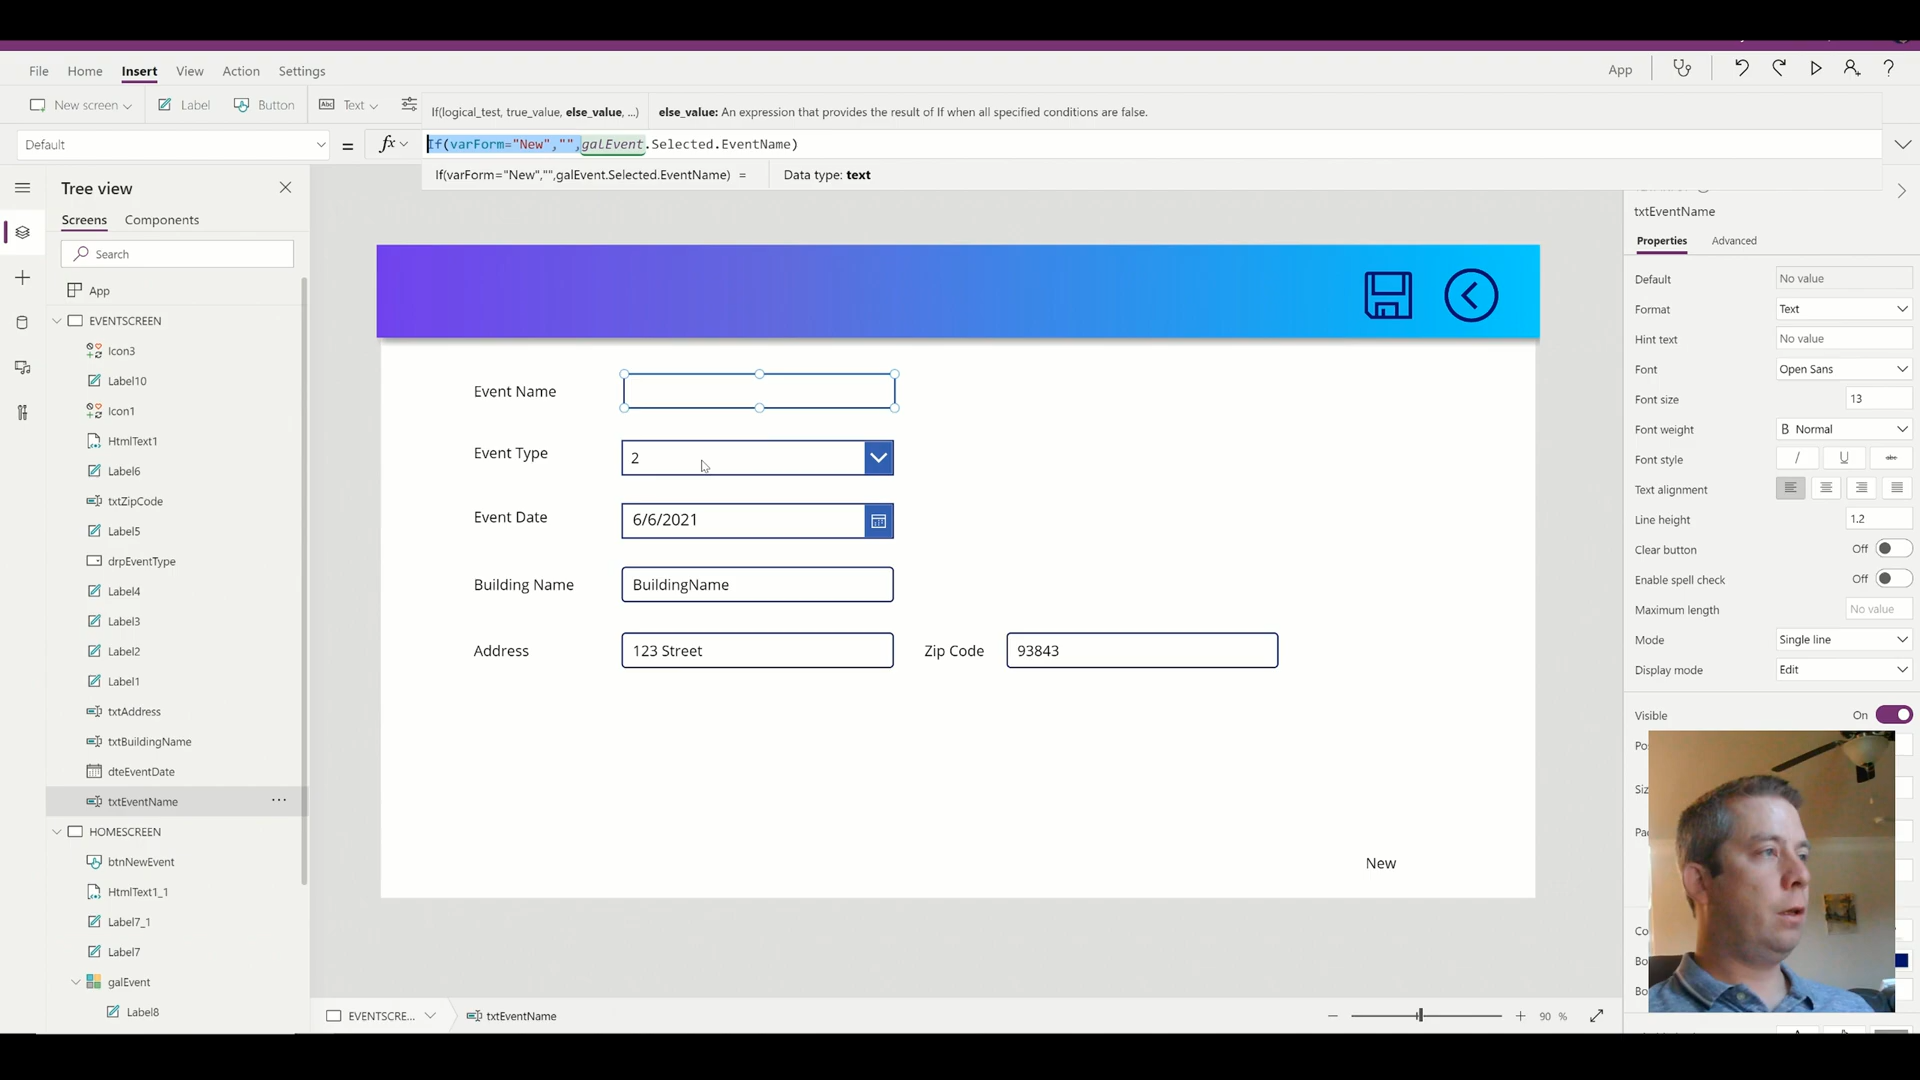 File Home Insert View Action Settings App
New screen Label Button Text
If(logical_test, true_value, else_value, ...) else_value: An expression that provides the result of If when all specified conditions are false.
Default = fx If(varForm="New","",galEvent.Selected.EventName)
If(varForm="New","",galEvent.Selected.EventName) = Data type: text
Tree view
Screens Components
Search
App
EVENTSCREEN
Icon3
Label10
Icon1
HtmlText1
Label6
txtZipCode
Label5
drpEventType
Label4
Label3
Label2
Label1
txtAddress
txtBuildingName
dteEventDate
txtEventName
HOMESCREEN
btnNewEvent
HtmlText1_1
Label7_1
Label7
galEvent
Label8
Event Name
Event Type 2
Event Date 6/6/2021
Building Name BuildingName
Address 123 Street Zip Code 93843
New
EVENTSCRE... txtEventName
90 %
txtEventName
Properties Advanced
Default No value
Format Text
Hint text No value
Font Open Sans
Font size 13
Font weight B Normal
Font style / U abc
Text alignment
Line height 1.2
Clear button Off
Enable spell check Off
Maximum length No value
Mode Single line
Display mode Edit
Visible On
Po
Siz
Pa
Co
Bo
Bo